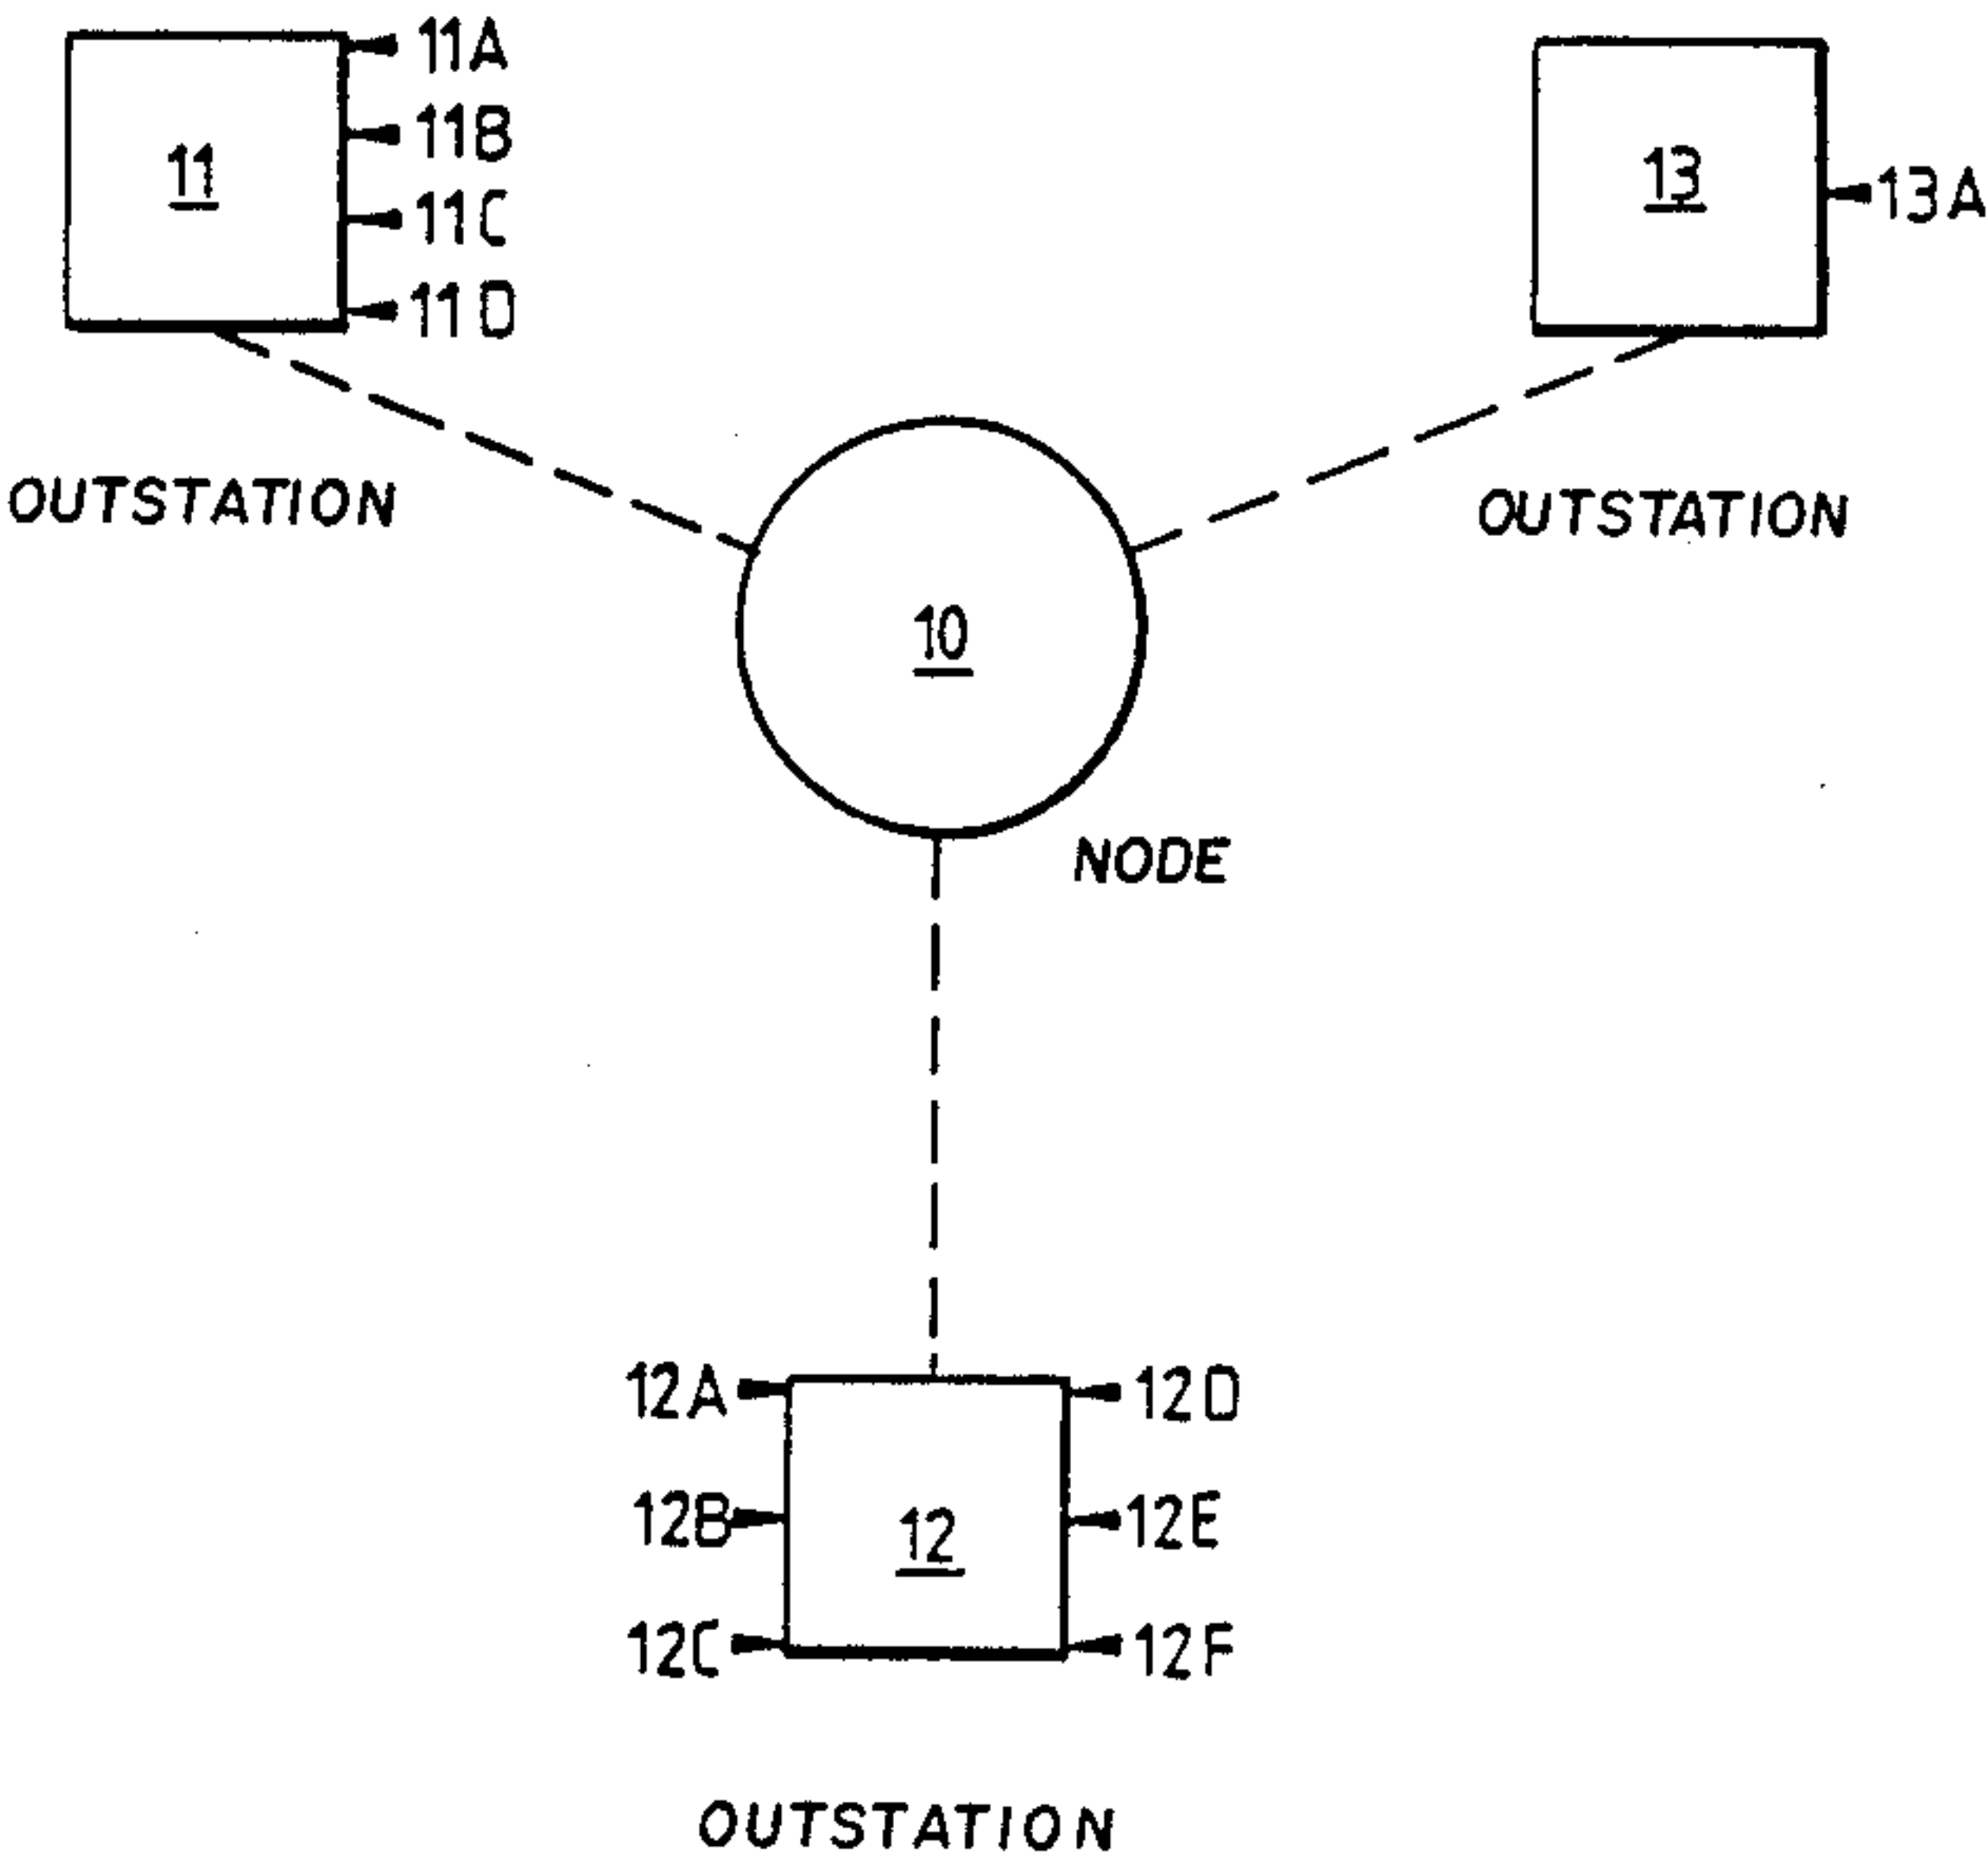 11A
11B
11
11C
11D
13
13A
OUTSTATION
OUTSTATION
10
NODE
12A
12D
12B
12
12E
12C
12F
OUTSTATION